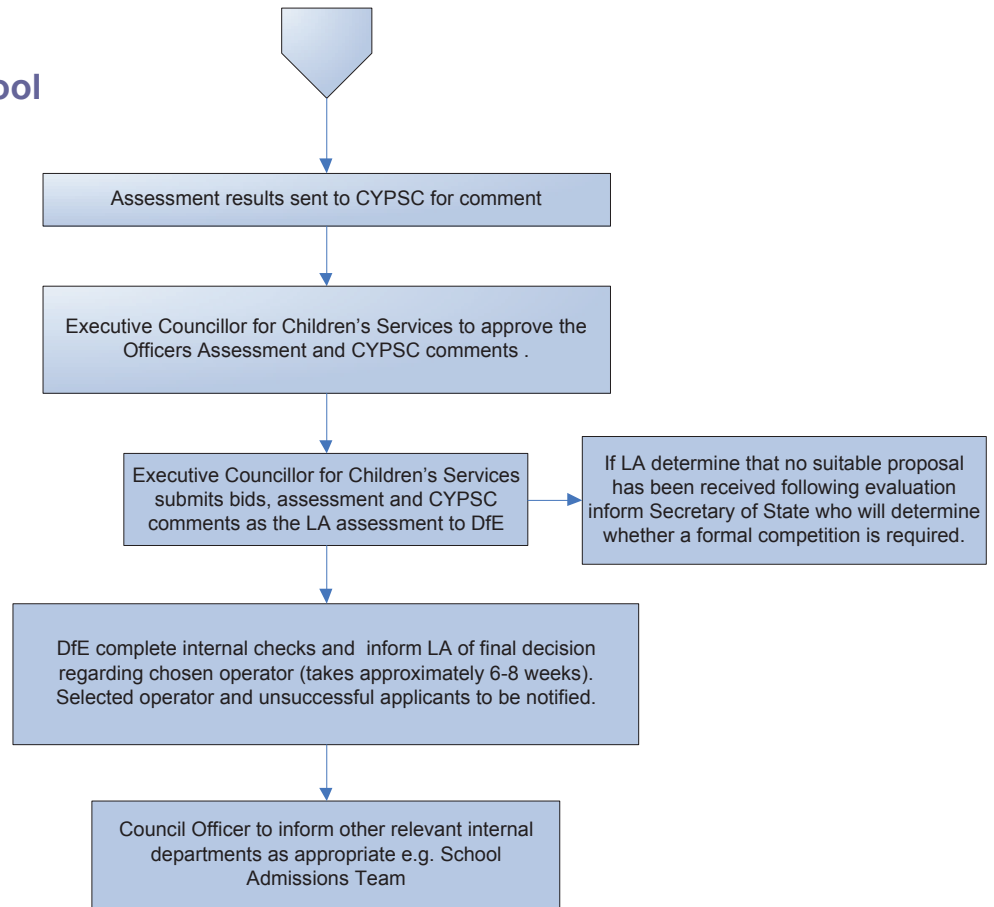 Assessment results sent to CYPSC for comment
Executive Councillor for Children's Services to approve the
Officers Assessment and CYPSC comments .
Executive Councillor for Children's Services
submits bids, assessment and CYPSC
comments as the LA assessment to DfE
If LA determine that no suitable proposal
has been received following evaluation
inform Secretary of State who will determine
whether a formal competition is required.
DfE complete internal checks and  inform LA of final decision
regarding chosen operator (takes approximately 6-8 weeks).
Selected operator and unsuccessful applicants to be notified.
Council Officer to inform other relevant internal
departments as appropriate e.g. School
Admissions Team